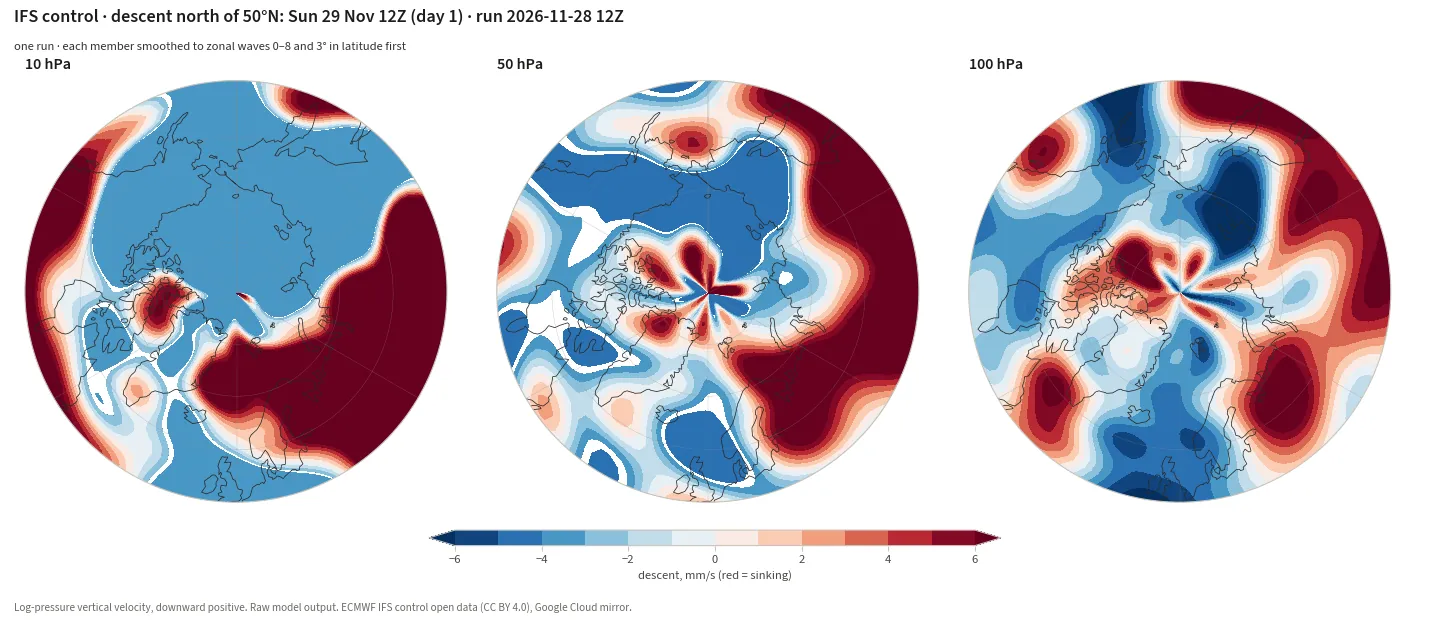 IFS control · descent north of 50°N: Sun 29 Nov 12Z (day 1) · run 2026-11-28 12Z
one run · each member smoothed to zonal waves 0–8 and 3° in latitude first
10 hPa
50 hPa
100 hPa
−6 −4 −2 0 2 4 6
descent, mm/s (red = sinking)
Log-pressure vertical velocity, downward positive. Raw model output. ECMWF IFS control open data (CC BY 4.0), Google Cloud mirror.